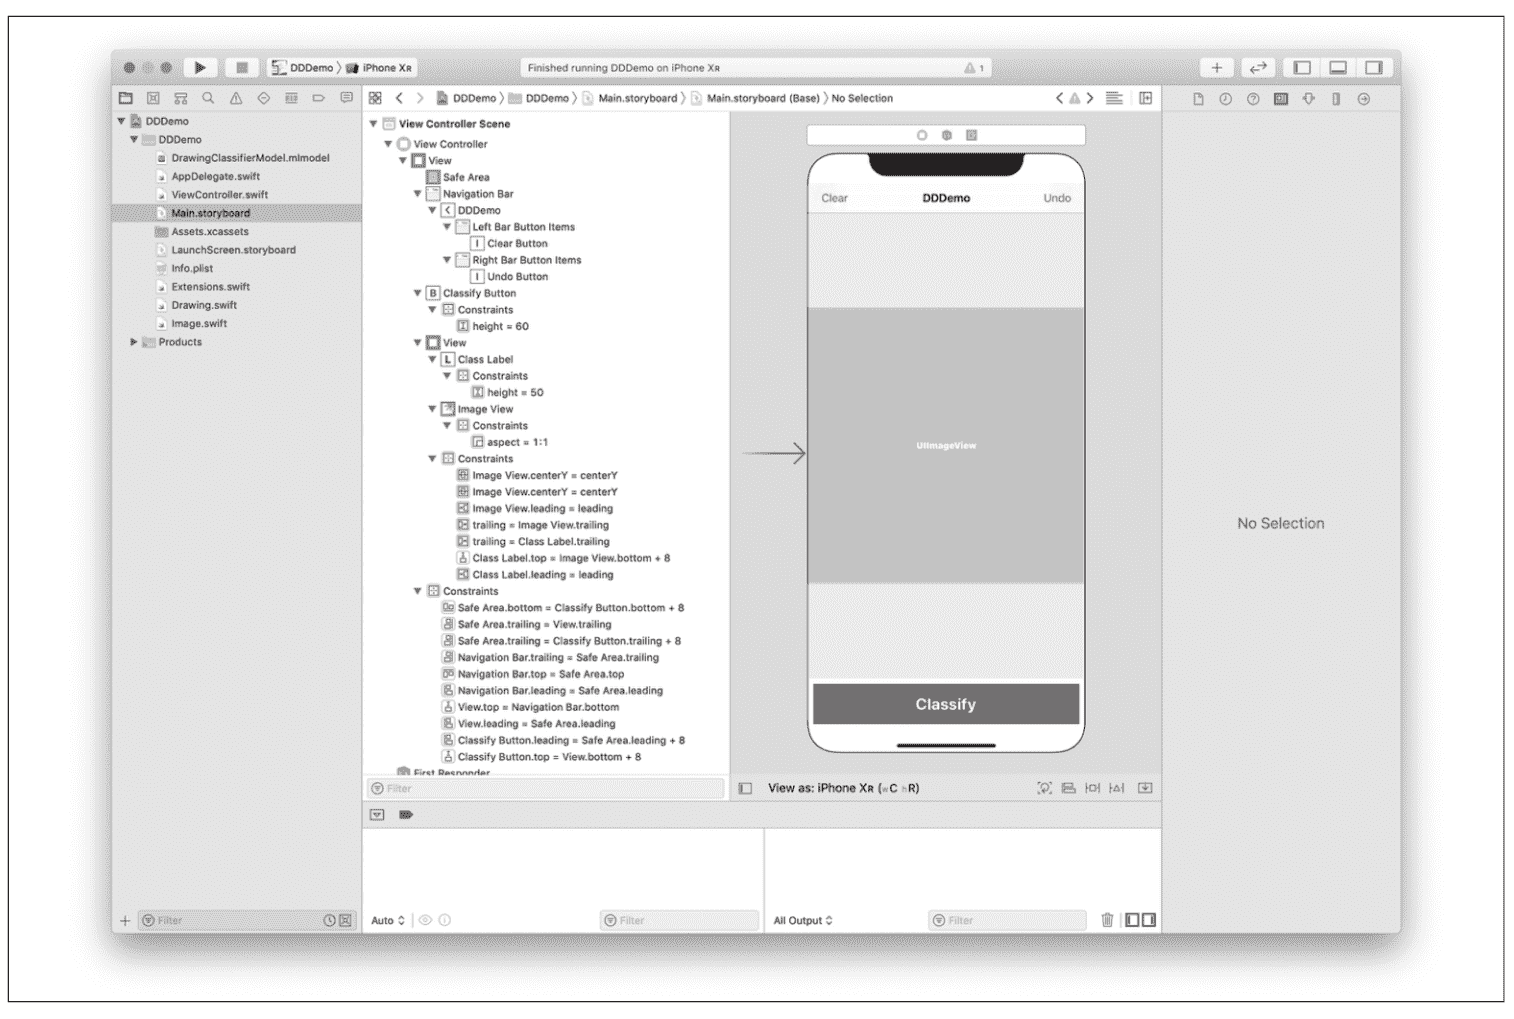 DDDemo 〉 iPhone XR
Finished running DDDemo on iPhone XR
1
DDDemo 〉 DDDemo 〉 Main.storyboard 〉 Main.storyboard (Base) 〉 No Selection
DDDemo
DDDemo
DrawingClassifierModel.mlmodel
AppDelegate.swift
ViewController.swift
Main.storyboard
Assets.xcassets
LaunchScreen.storyboard
Info.plist
Extensions.swift
Drawing.swift
Image.swift
Products
Filter
View Controller Scene
View Controller
View
Safe Area
Navigation Bar
DDDemo
Left Bar Button Items
Clear Button
Right Bar Button Items
Undo Button
B Classify Button
Constraints
height = 60
View
L Class Label
Constraints
height = 50
Image View
Constraints
aspect = 1:1
Constraints
Image View.centerY = centerY
Image View.centerY = centerY
Image View.leading = leading
trailing = Image View.trailing
trailing = Class Label.trailing
Class Label.top = Image View.bottom + 8
Class Label.leading = leading
Constraints
Safe Area.bottom = Classify Button.bottom + 8
Safe Area.trailing = View.trailing
Safe Area.trailing = Classify Button.trailing + 8
Navigation Bar.trailing = Safe Area.trailing
Navigation Bar.top = Safe Area.top
Navigation Bar.leading = Safe Area.leading
View.top = Navigation Bar.bottom
View.leading = Safe Area.leading
Classify Button.leading = Safe Area.leading + 8
Classify Button.top = View.bottom + 8
First Responder
Filter
Clear DDDemo Undo
UIImageView
Classify
View as: iPhone XR (wC hR)
Auto
Filter
All Output
Filter
No Selection